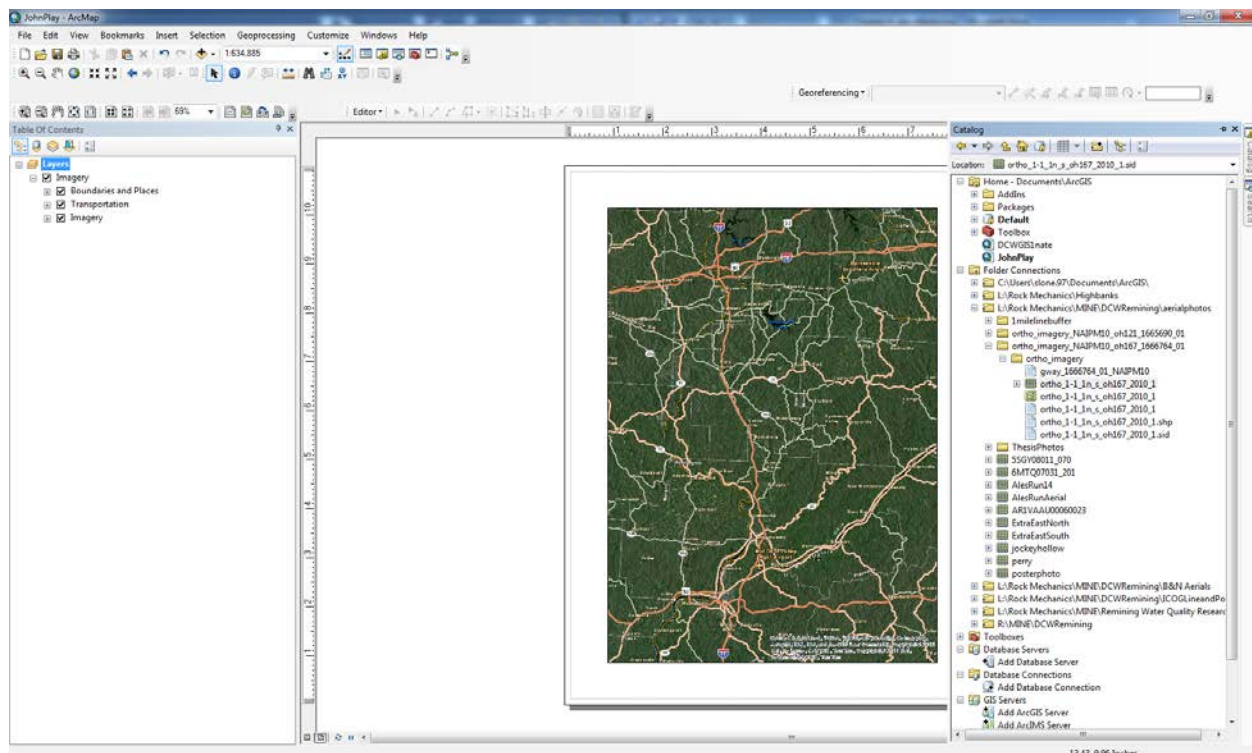 JohnPlay - ArcMap
File Edit View Bookmarks Insert Selection Geoprocessing Customize Windows Help
1:634,885
Georeferencing
69%
Editor
Table Of Contents
Layers
Imagery
Boundaries and Places
Transportation
Imagery
Catalog
Location: ortho_1-1_1n_s_oh167_2010_1.sid
Home - Documents\ArcGIS
AddIns
Packages
Default
Toolbox
DCWGIS1nate
JohnPlay
Folder Connections
C:\Users\slone.97\Documents\ArcGIS\
L:\Rock Mechanics\Highbanks
L:\Rock Mechanics\MINE\DCWRemining\aerialphotos
1milelinebuffer
ortho_imagery_NAIPM10_oh121_1665690_01
ortho_imagery_NAIPM10_oh167_1666764_01
ortho_imagery
gway_1666764_01_NAIPM10
ortho_1-1_1n_s_oh167_2010_1
ortho_1-1_1n_s_oh167_2010_1
ortho_1-1_1n_s_oh167_2010_1
ortho_1-1_1n_s_oh167_2010_1.shp
ortho_1-1_1n_s_oh167_2010_1.sid
ThesisPhotos
5SGY08011_070
6MTQ07031_201
AlesRun14
AlesRunAerial
AR1VAAU00060023
ExtraEastNorth
ExtraEastSouth
jockeyhollow
perry
posterphoto
L:\Rock Mechanics\MINE\DCWRemining\B&N Aerials
L:\Rock Mechanics\MINE\DCWRemining\ICOGLineandPo
L:\Rock Mechanics\MINE\Remining Water Quality Researc
R:\MINE\DCWRemining
Toolboxes
Database Servers
Add Database Server
Database Connections
Add Database Connection
GIS Servers
Add ArcGIS Server
Add ArcIMS Server